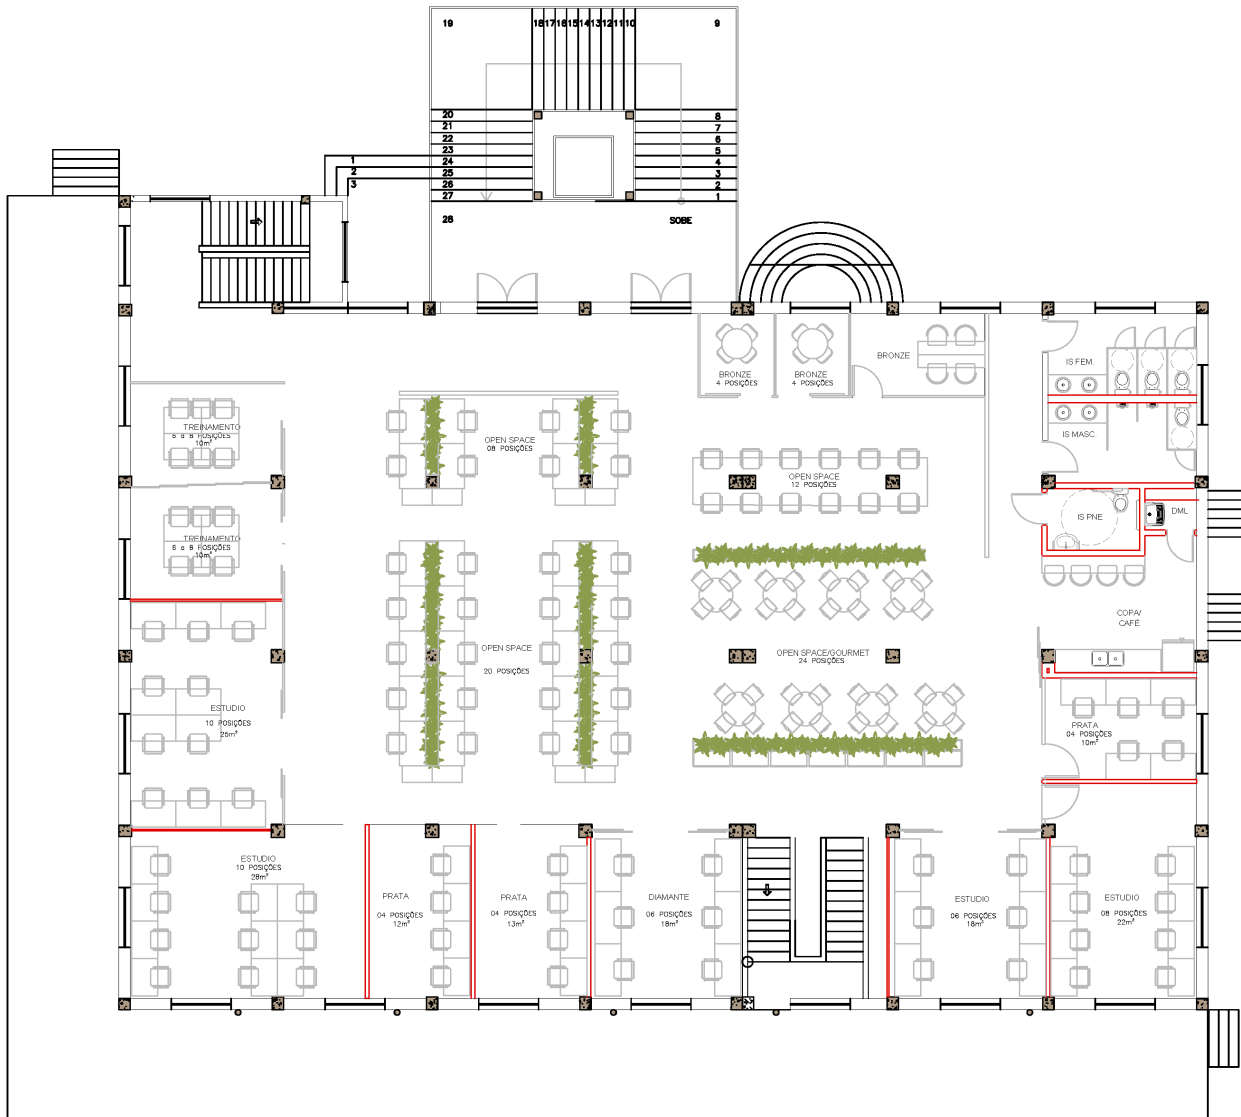 19
18 17 16 15 14 13 12 11 10
9
20
21
22
23
24
25
26
27
28
8
7
6
5
4
3
2
1
SOBE
1
2
3
BRONZE
4 POSIÇÕES
BRONZE
4 POSIÇÕES
BRONZE
IS FEM.
IS MASC.
TREINAMENTO
6 a 8 POSIÇÕES
10m²
OPEN SPACE
08 POSIÇÕES
OPEN SPACE
12 POSIÇÕES
IS PNE
DML
TREINAMENTO
6 a 8 POSIÇÕES
10m²
COPA/
CAFÉ
OPEN SPACE
20 POSIÇÕES
OPEN SPACE/GOURMET
24 POSIÇÕES
ESTUDIO
10 POSIÇÕES
25m²
PRATA
04 POSIÇÕES
10m²
ESTUDIO
10 POSIÇÕES
28m²
PRATA
04 POSIÇÕES
12m²
PRATA
04 POSIÇÕES
13m²
DIAMANTE
06 POSIÇÕES
18m²
ESTUDIO
06 POSIÇÕES
18m²
ESTUDIO
08 POSIÇÕES
22m²